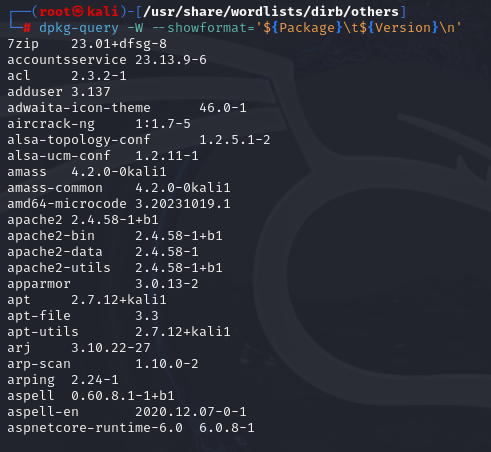 ┌──(root㉿kali)-[/usr/share/wordlists/dirb/others]
└─# dpkg-query -W --showformat='${Package}\t${Version}\n'
7zip	23.01+dfsg-8
accountsservice	23.13.9-6
acl	2.3.2-1
adduser	3.137
adwaita-icon-theme	46.0-1
aircrack-ng	1:1.7-5
alsa-topology-conf	1.2.5.1-2
alsa-ucm-conf	1.2.11-1
amass	4.2.0-0kali1
amass-common	4.2.0-0kali1
amd64-microcode	3.20231019.1
apache2	2.4.58-1+b1
apache2-bin	2.4.58-1+b1
apache2-data	2.4.58-1
apache2-utils	2.4.58-1+b1
apparmor	3.0.13-2
apt	2.7.12+kali1
apt-file	3.3
apt-utils	2.7.12+kali1
arj	3.10.22-27
arp-scan	1.10.0-2
arping	2.24-1
aspell	0.60.8.1-1+b1
aspell-en	2020.12.07-0-1
aspnetcore-runtime-6.0	6.0.8-1